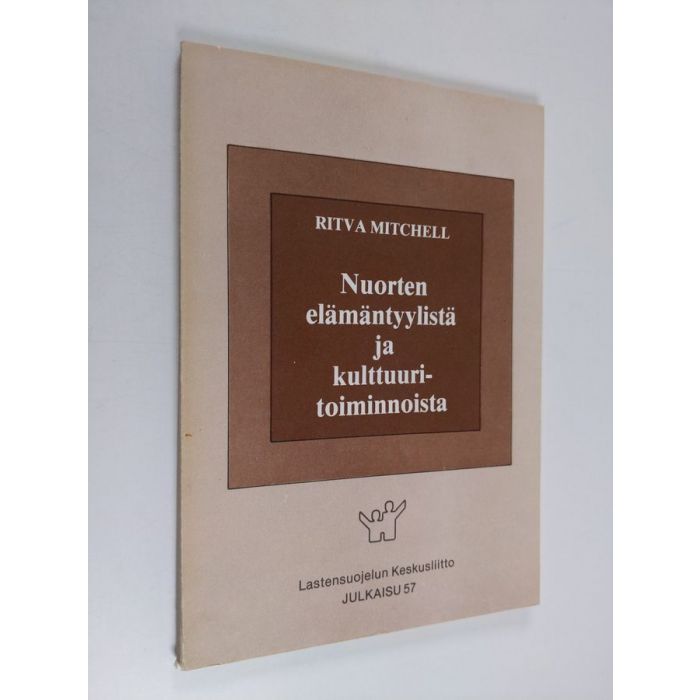 RITVA MITCHELL
Nuorten
elämäntyylistä
ja
kulttuuri-
toiminnoista
Lastensuojelun Keskusliitto
JULKAISU 57